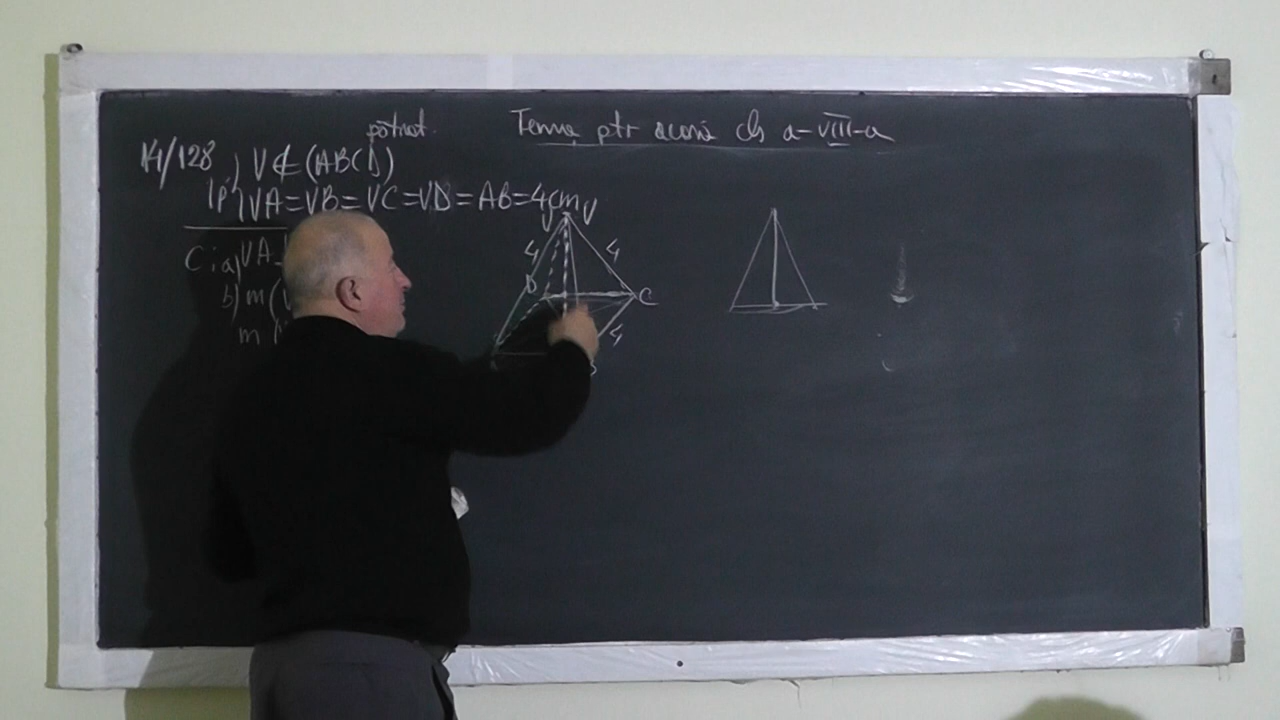 Temă ptr acasă cls a-VIII-a
pătrat
14/128 V∉(ABCD)
Ip VA=VB=VC=VD=AB=4cm
C: a) VA
b) m(
m(
V
4 4
D C
4
B